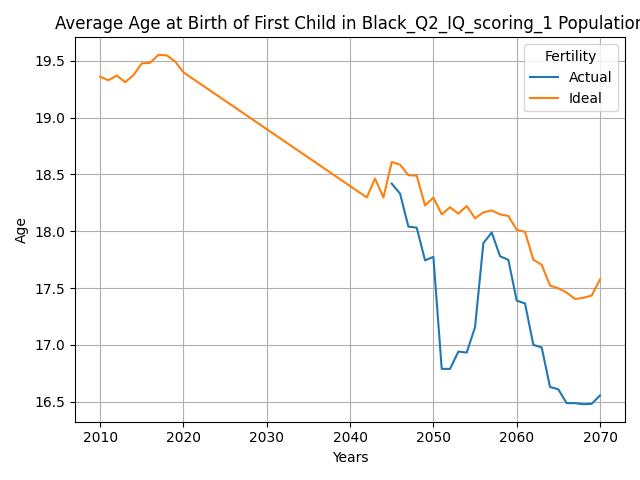 Average Age at Birth of First Child in Black_Q2_IQ_scoring_1 Population
Fertility
Actual
Ideal
19.5
19.0
18.5
18.0
17.5
17.0
16.5
Age
2010 2020 2030 2040 2050 2060 2070
Years